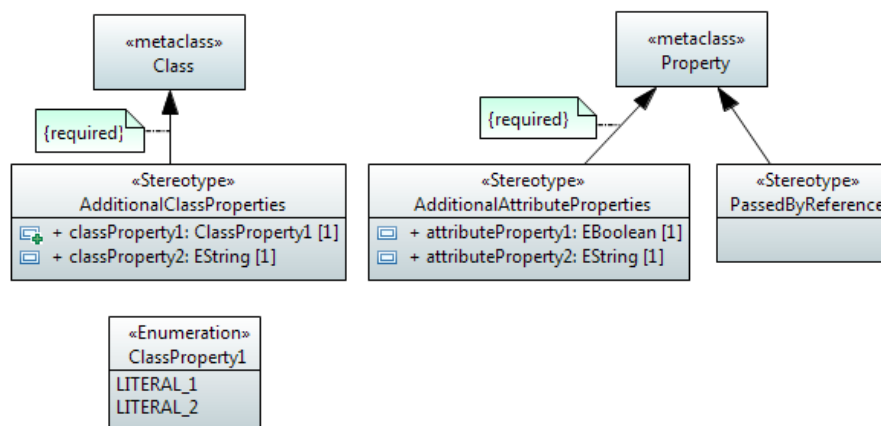 «metaclass»
Class
{required}
«Stereotype»
AdditionalClassProperties
+ classProperty1: ClassProperty1 [1]
+ classProperty2: EString [1]
«metaclass»
Property
{required}
«Stereotype»
AdditionalAttributeProperties
+ attributeProperty1: EBoolean [1]
+ attributeProperty2: EString [1]
«Stereotype»
PassedByReference
«Enumeration»
ClassProperty1
LITERAL_1
LITERAL_2